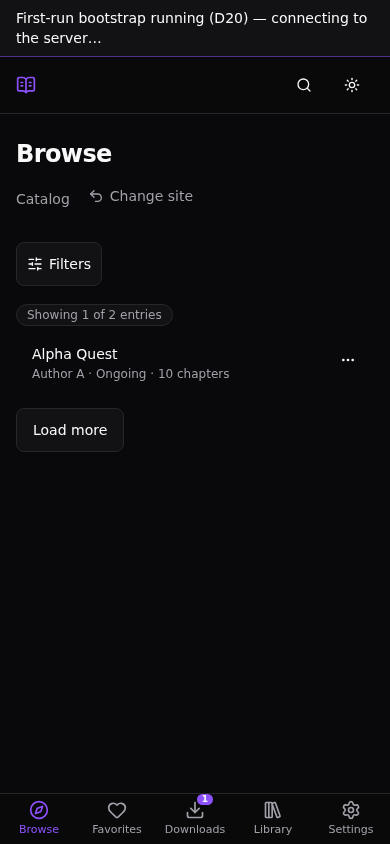 First-run bootstrap running (D20) — connecting to
the server…
Browse
Catalog
Change site
Filters
Showing 1 of 2 entries
Alpha Quest
Author A · Ongoing · 10 chapters
Load more
1
Browse
Favorites
Downloads
Library
Settings